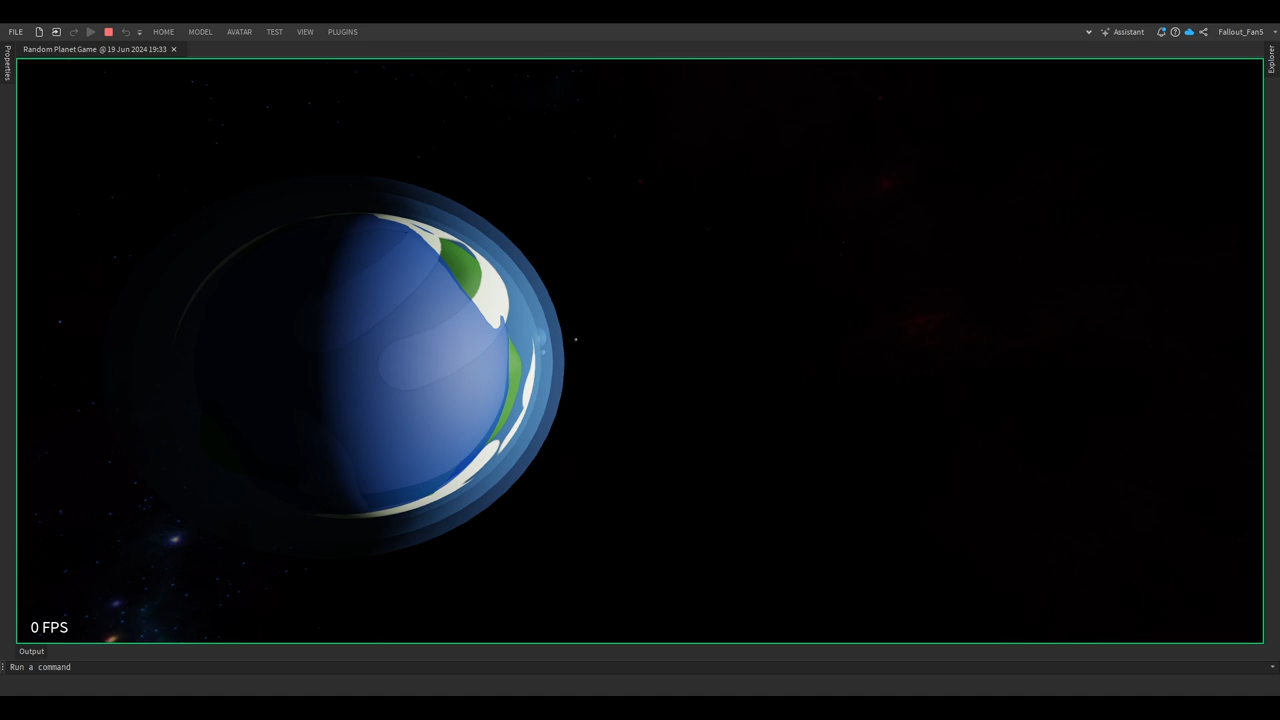 FILE HOME MODEL AVATAR TEST VIEW PLUGINS Assistant Fallout_Fan5
Random Planet Game @ 19 Jun 2024 19:33
Properties
Explorer
0 FPS
Output
Run a command